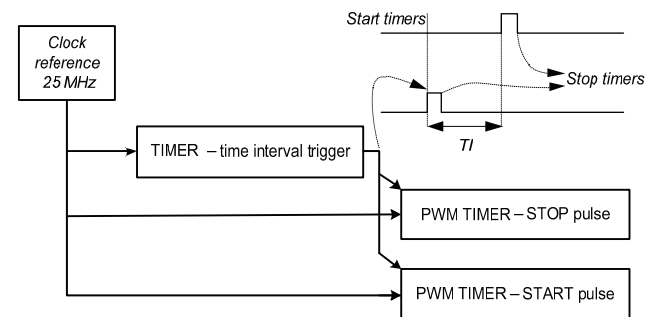 Clock
reference
25 MHz
Start timers
Stop timers
TI
TIMER – time interval trigger
PWM TIMER – STOP pulse
PWM TIMER – START pulse